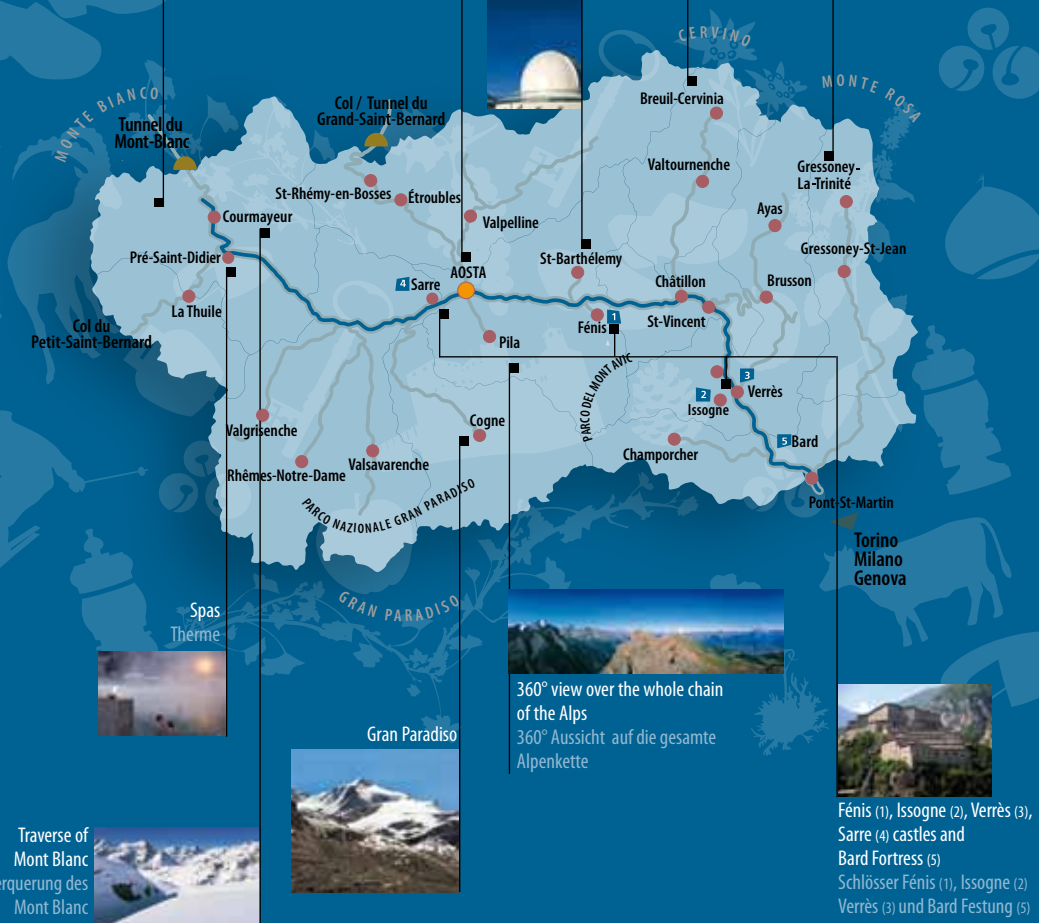 CERVINO
MONTE BIANCO
MONTE ROSA
Col / Tunnel du
Grand-Saint-Bernard
Breuil-Cervinia
Tunnel du
Mont-Blanc
Valtournenche
Gressoney-
La-Trinité
St-Rhémy-en-Bosses
Étroubles
Courmayeur
Valpelline
Ayas
Pré-Saint-Didier
St-Barthélemy
Gressoney-St-Jean
AOSTA
4 Sarre
Châtillon
Brusson
La Thuile
Col du
Petit-Saint-Bernard
Fénis
1
St-Vincent
Pila
PARCO DEL MONT AVIC
3
Verrès
2
Issogne
Cogne
Valgrisenche
5 Bard
Champorcher
Valsavarenche
Rhêmes-Notre-Dame
PARCO NAZIONALE GRAN PARADISO
Pont-St-Martin
Torino
Milano
Genova
GRAN PARADISO
Spas
Therme
360° view over the whole chain
of the Alps
360° Aussicht auf die gesamte
Alpenkette
Gran Paradiso
Fénis (1), Issogne (2), Verrès (3),
Sarre (4) castles and
Bard Fortress (5)
Schlösser Fénis (1), Issogne (2)
Verrès (3) und Bard Festung (5)
Traverse of
Mont Blanc
erquerung des
Mont Blanc